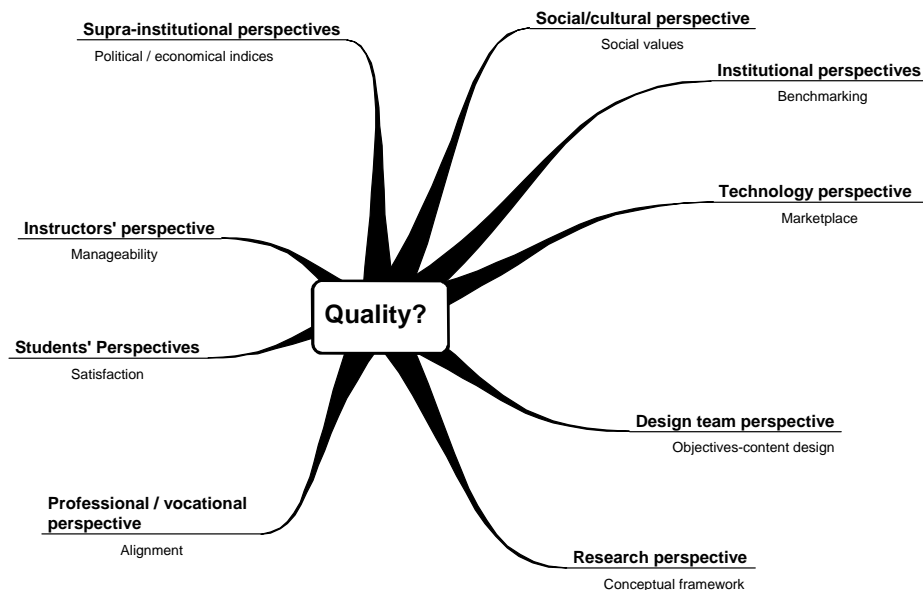 Supra-institutional perspectives
Political / economical indices
Social/cultural perspective
Social values
Institutional perspectives
Benchmarking
Technology perspective
Marketplace
Instructors' perspective
Manageability
Quality?
Students' Perspectives
Satisfaction
Design team perspective
Objectives-content design
Professional / vocational
perspective
Alignment
Research perspective
Conceptual framework